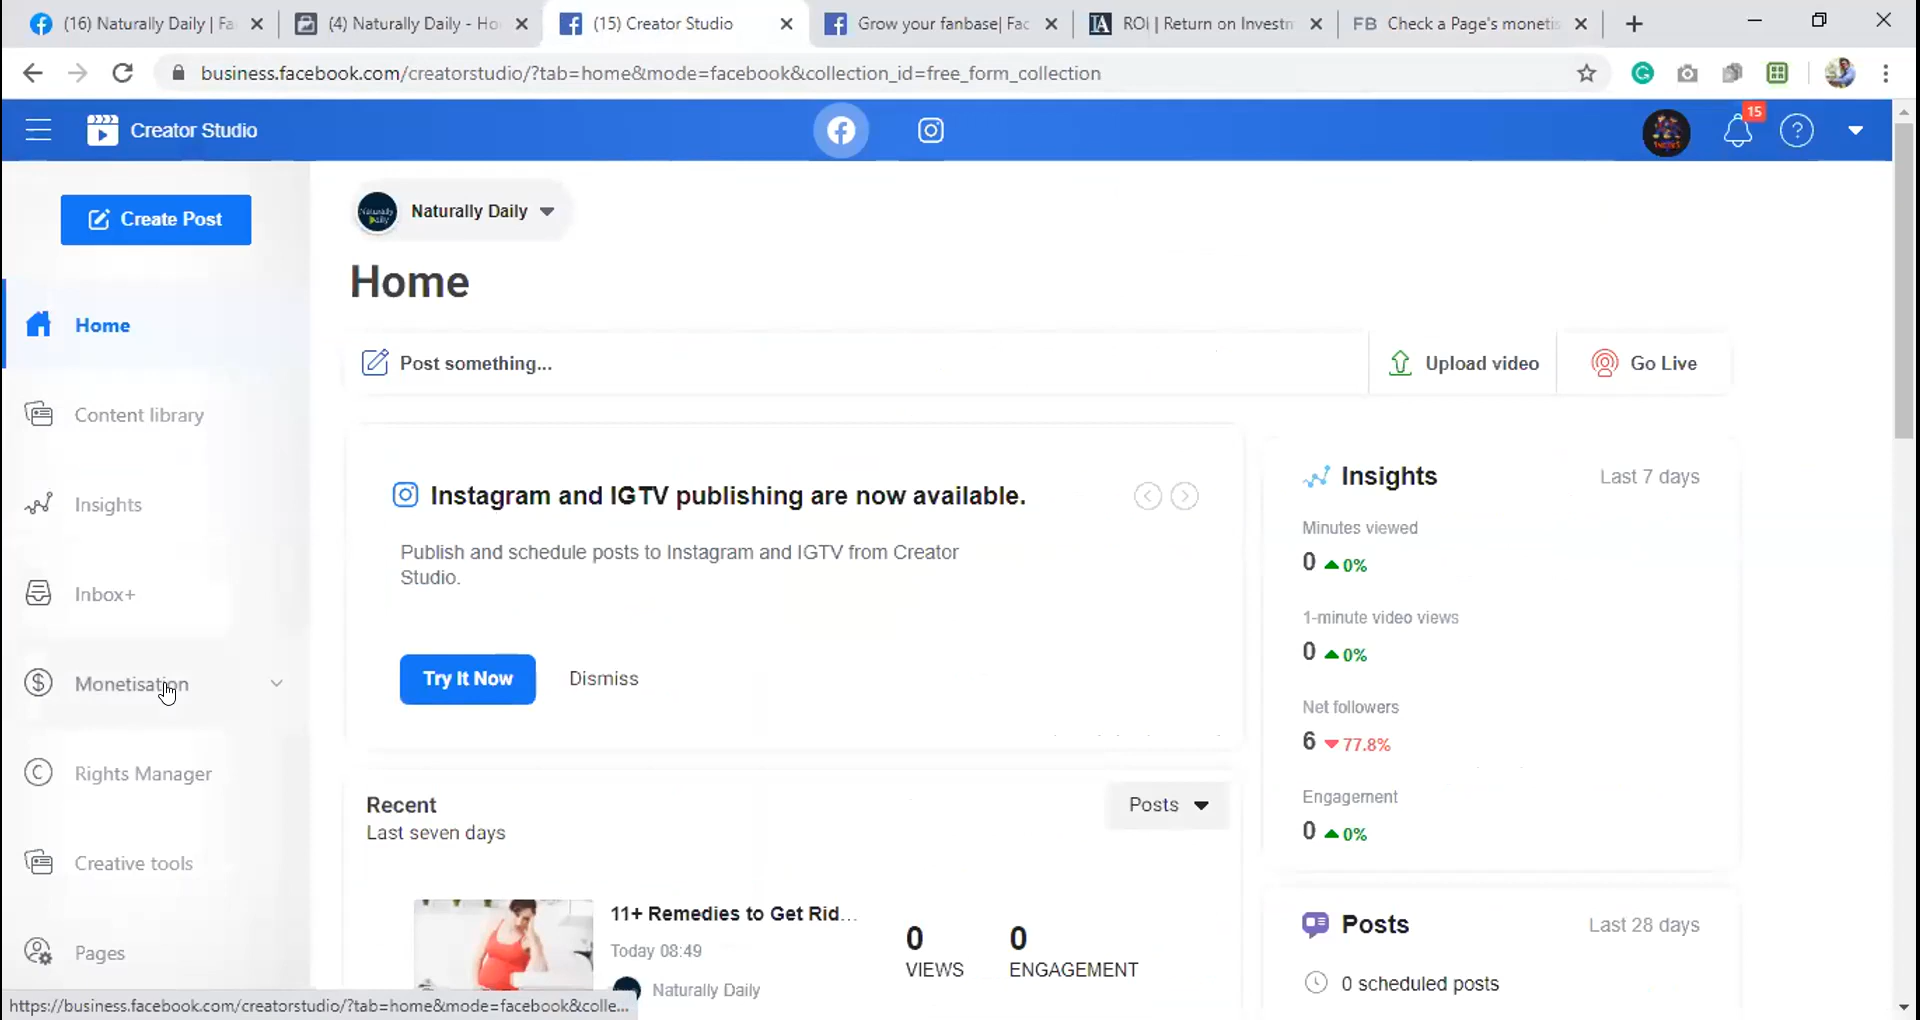 (16) Naturally Daily | Fa
(4) Naturally Daily - Ho
(15) Creator Studio
Grow your fanbase| Fac
IA
ROI | Return on Investm
FB
Check a Page's monetis
business.facebook.com/creatorstudio/?tab=home&mode=facebook&collection_id=free_form_collection
Creator Studio
15
Create Post
Naturally Daily
Home
Home
Post something...
Upload video
Go Live
Content library
Insights
Inbox+
Monetisation
Rights Manager
Creative tools
Pages
Instagram and IGTV publishing are now available.
Publish and schedule posts to Instagram and IGTV from Creator
Studio.
Try It Now
Dismiss
Insights
Last 7 days
Minutes viewed
0 0%
1-minute video views
0 0%
Net followers
6 77.8%
Engagement
0 0%
Recent
Last seven days
Posts
11+ Remedies to Get Rid...
Today 08:49
Naturally Daily
0
VIEWS
0
ENGAGEMENT
Posts
Last 28 days
0 scheduled posts
https://business.facebook.com/creatorstudio/?tab=home&mode=facebook&colle...